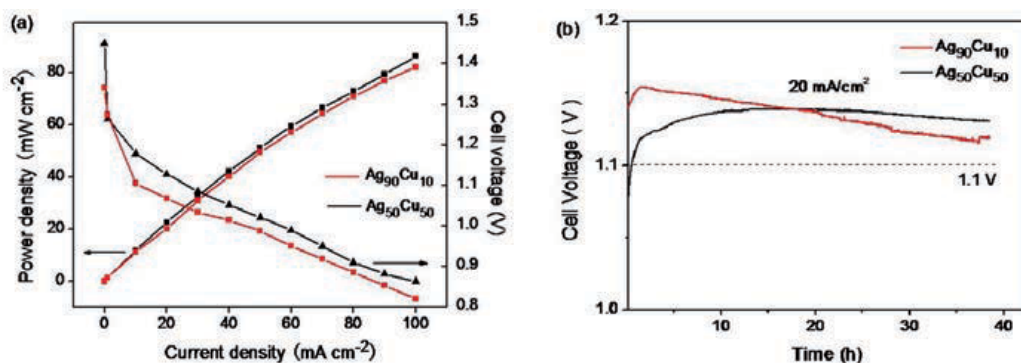 (a)
Power density (mW cm⁻²)
80
60
40
20
0
0 20 40 60 80 100
Current density (mA cm⁻²)
1.5
1.4
1.3
1.2
1.1
1.0
0.9
0.8
Cell voltage (V)
Ag₉₀Cu₁₀
Ag₅₀Cu₅₀
(b)
Cell Voltage ( V )
1.2
1.1
1.0
0 10 20 30 40
Time (h)
Ag₉₀Cu₁₀
Ag₅₀Cu₅₀
20 mA/cm²
1.1 V